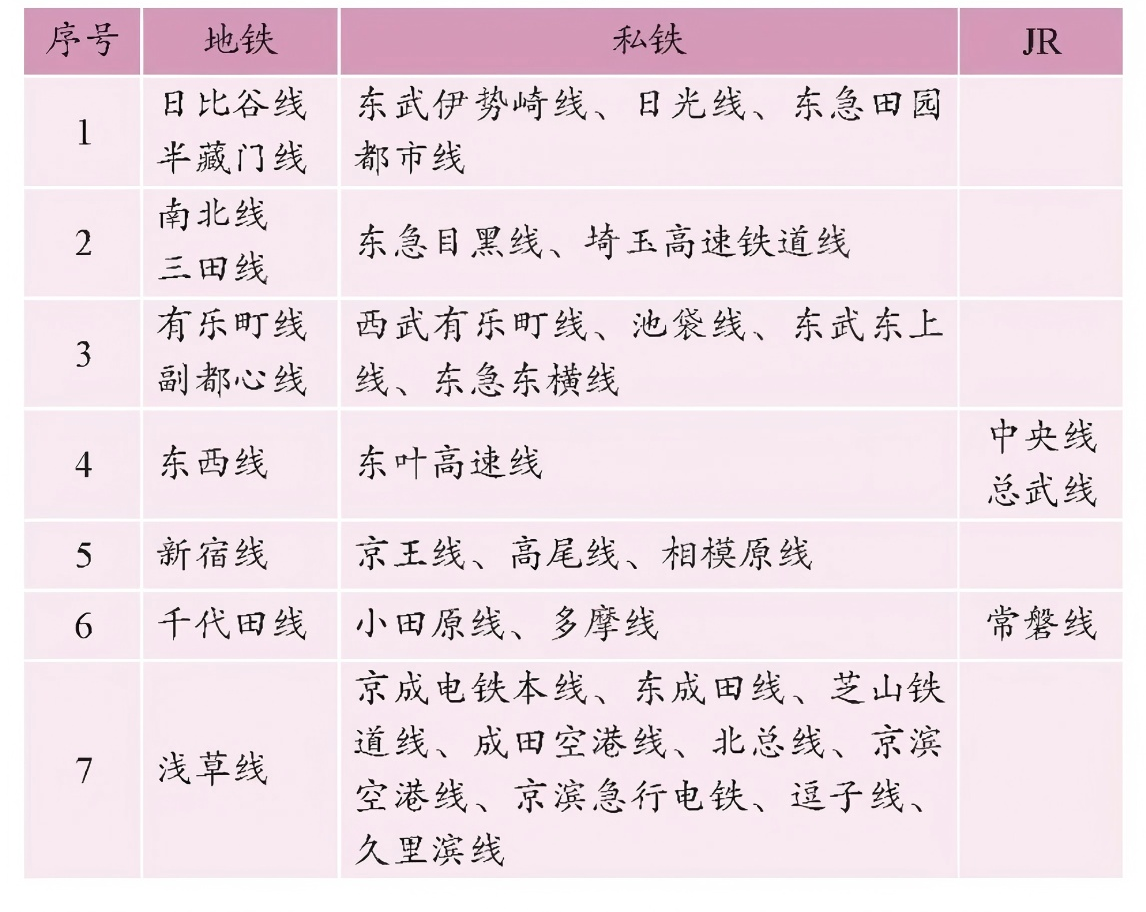 序号 地铁 私铁 JR
1 日比谷线 东武伊势崎线、日光线、东急田园
半藏门线 都市线
2 南北线 东急目黑线、埼玉高速铁道线
三田线
3 有乐町线 西武有乐町线、池袋线、东武东上
副都心线 线、东急东横线
4 东西线 东叶高速线 中央线
总武线
5 新宿线 京王线、高尾线、相模原线
6 千代田线 小田原线、多摩线 常磐线
7 浅草线 京成电铁本线、东成田线、芝山铁
道线、成田空港线、北总线、京滨
空港线、京滨急行电铁、逗子线、
久里滨线